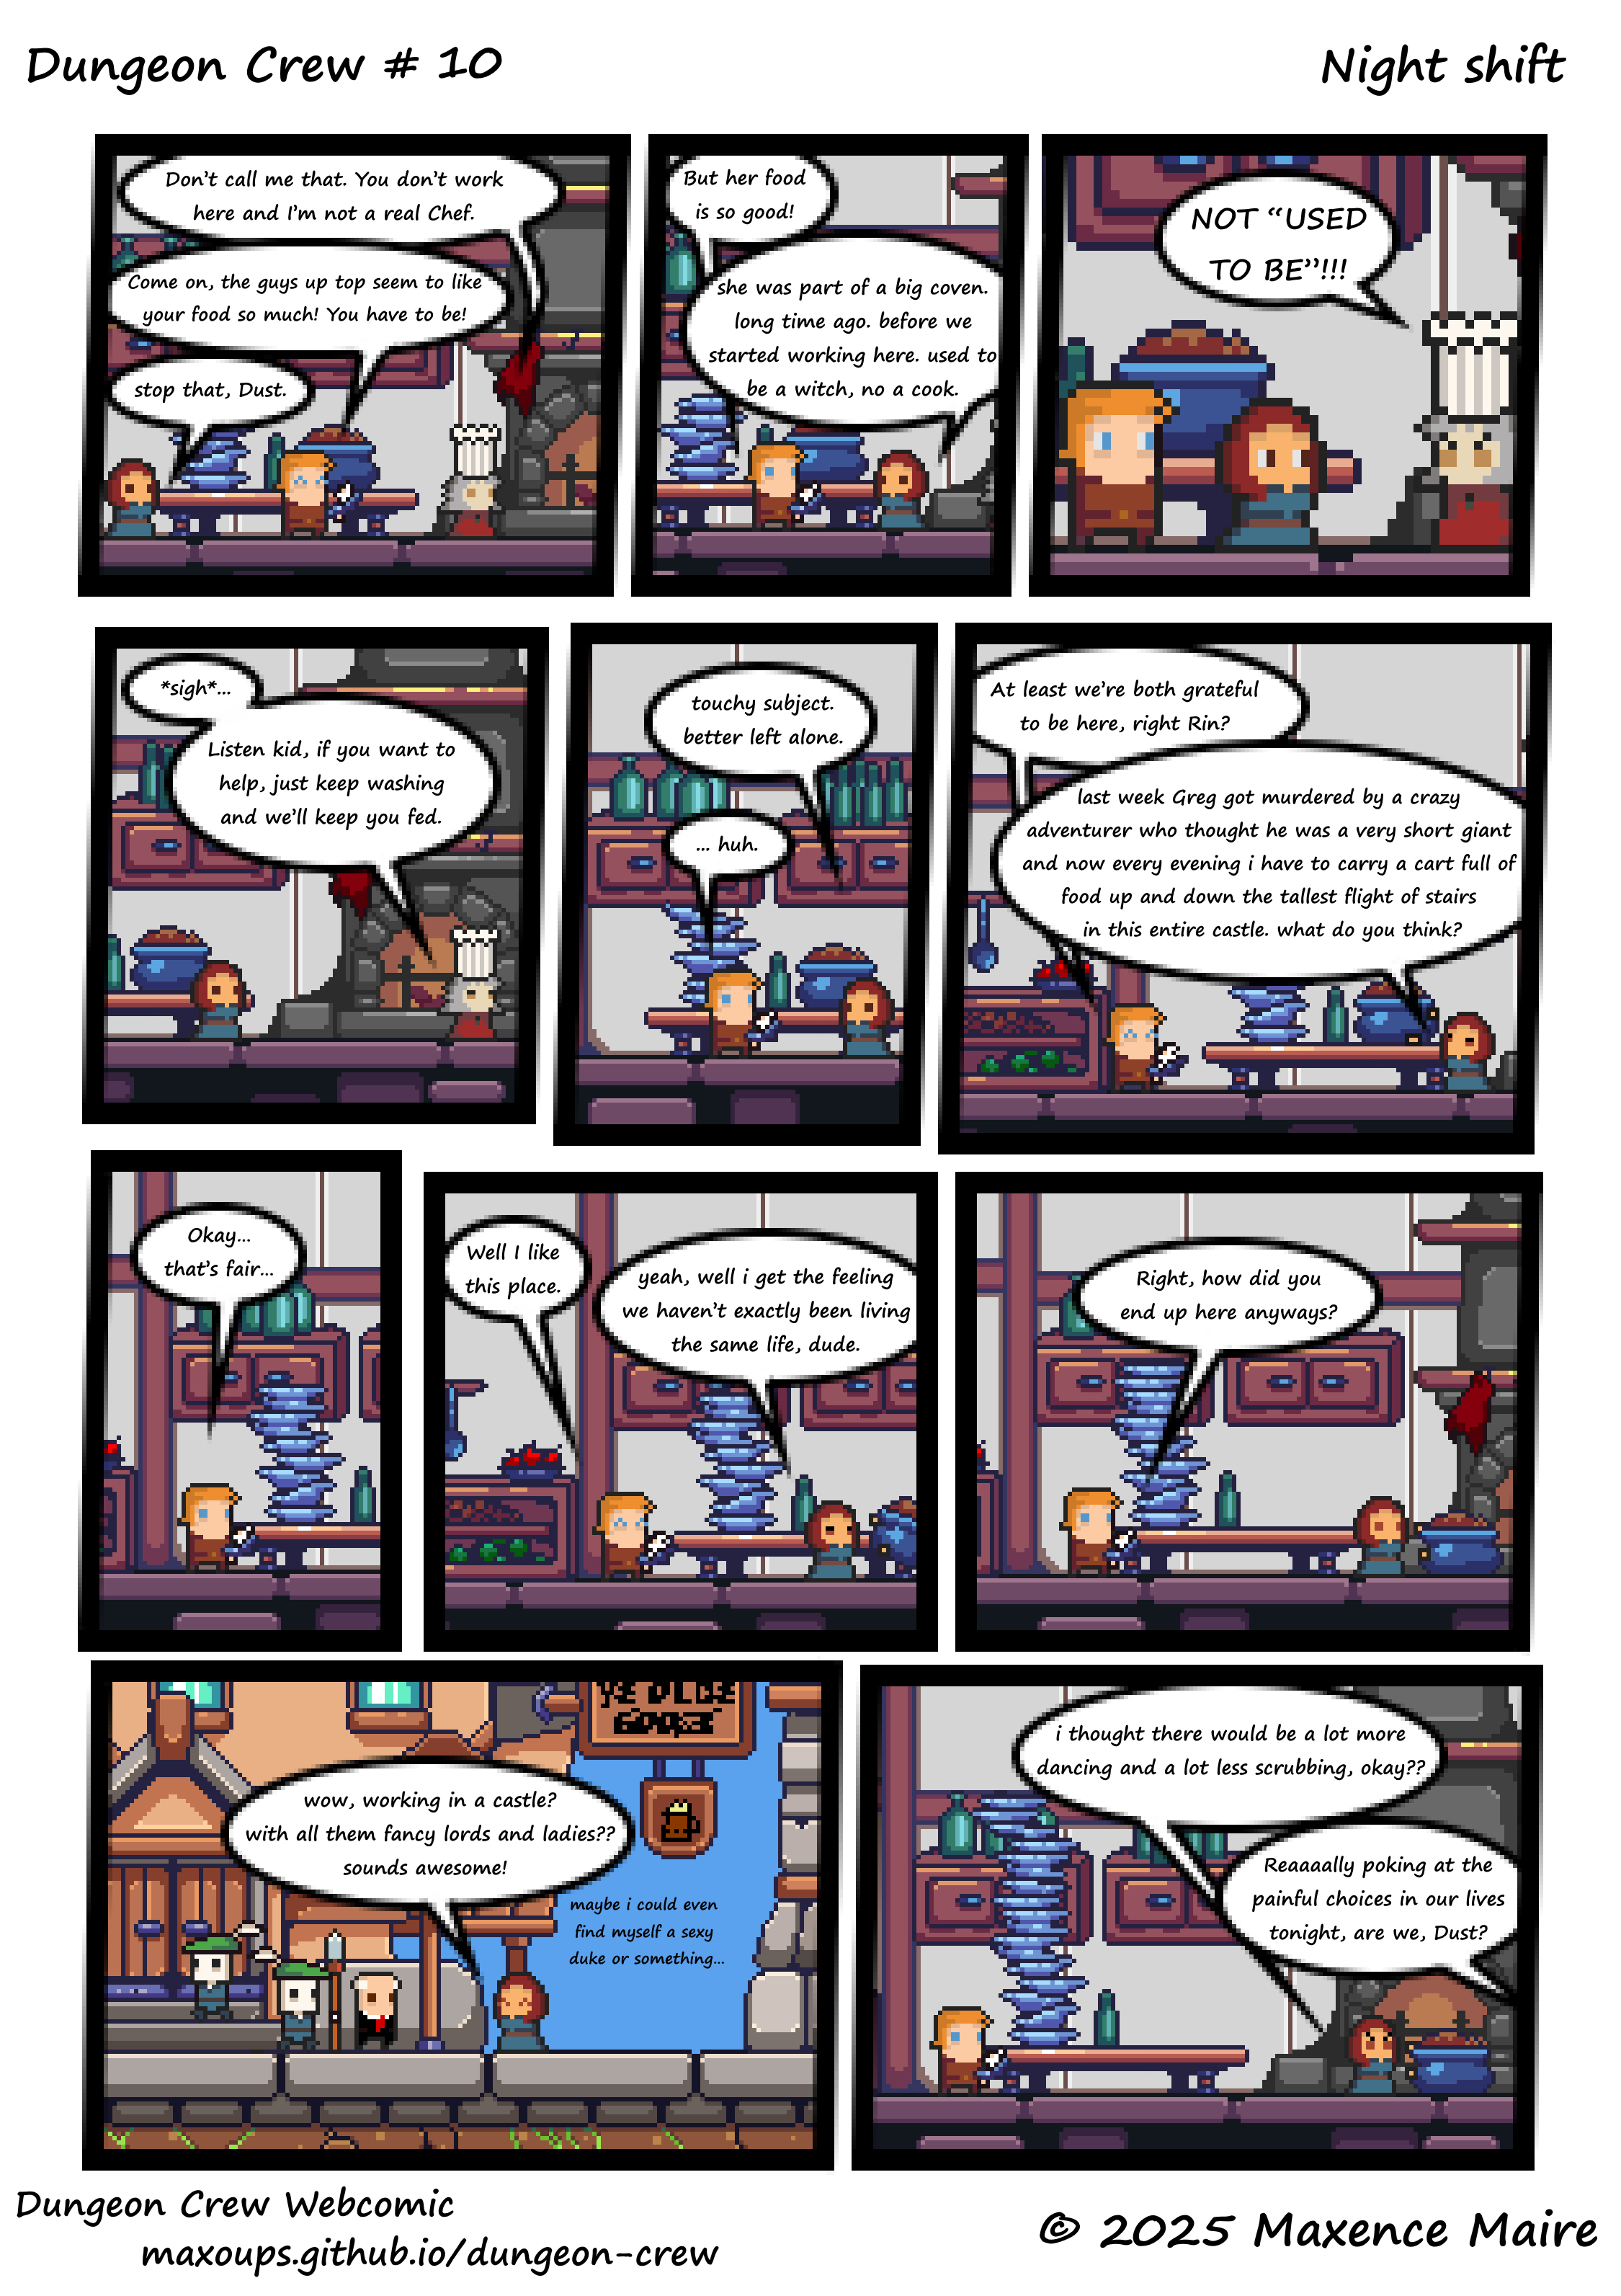 Dungeon Crew # 10
Night shift
Don't call me that. You don't work
here and I'm not a real Chef.
Come on, the guys up top seem to like
your food so much! You have to be!
stop that, Dust.
But her food
is so good!
she was part of a big coven.
long time ago. before we
started working here. used to
be a witch, no a cook.
NOT “USED
TO BE”!!!
*sigh*...
Listen kid, if you want to
help, just keep washing
and we'll keep you fed.
touchy subject.
better left alone.
... huh.
At least we're both grateful
to be here, right Rin?
last week Greg got murdered by a crazy
adventurer who thought he was a very short giant
and now every evening i have to carry a cart full of
food up and down the tallest flight of stairs
in this entire castle. what do you think?
Okay...
that's fair...
Well I like
this place.
yeah, well i get the feeling
we haven't exactly been living
the same life, dude.
Right, how did you
end up here anyways?
YE OLDE
wow, working in a castle?
with all them fancy lords and ladies??
sounds awesome!
maybe i could even
find myself a sexy
duke or something...
i thought there would be a lot more
dancing and a lot less scrubbing, okay??
Reaaaally poking at the
painful choices in our lives
tonight, are we, Dust?
Dungeon Crew Webcomic
maxoups.github.io/dungeon-crew
© 2025 Maxence Maire